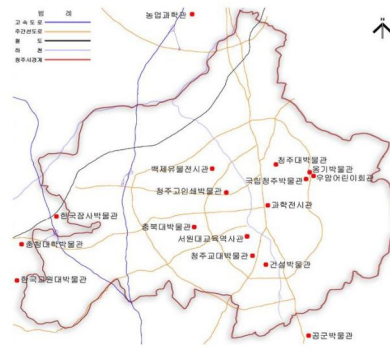 범 례
고속도로
주간선도로
철도
하천
청주시경계
농업과학관
백제유물전시관
청주대박물관
옹기박물관
국립청주박물관
우암어린이회관
청주고인쇄박물관
과학전시관
한국잠사박물관
충북대박물관
서원대교육역사관
충청대학박물관
청주교대박물관
건설박물관
한국교원대박물관
공군박물관